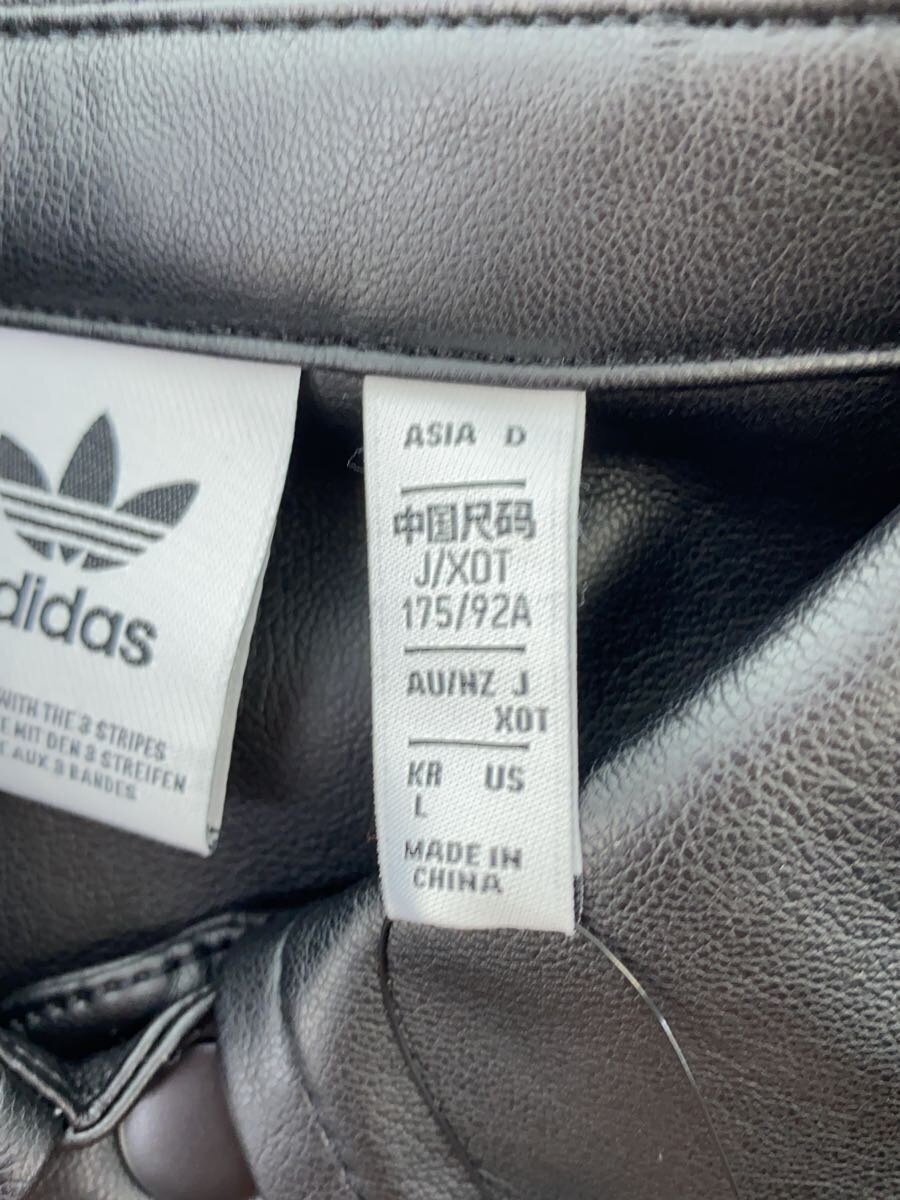 didas
WITH THE 3 STRIPES
E MIT DEN 3 STREIFEN
AUX 3 BANDES
ASIA D
中国尺码
J/XOT
175/92A
AU/NZ J
XOT
KR US
L
MADE IN
CHINA